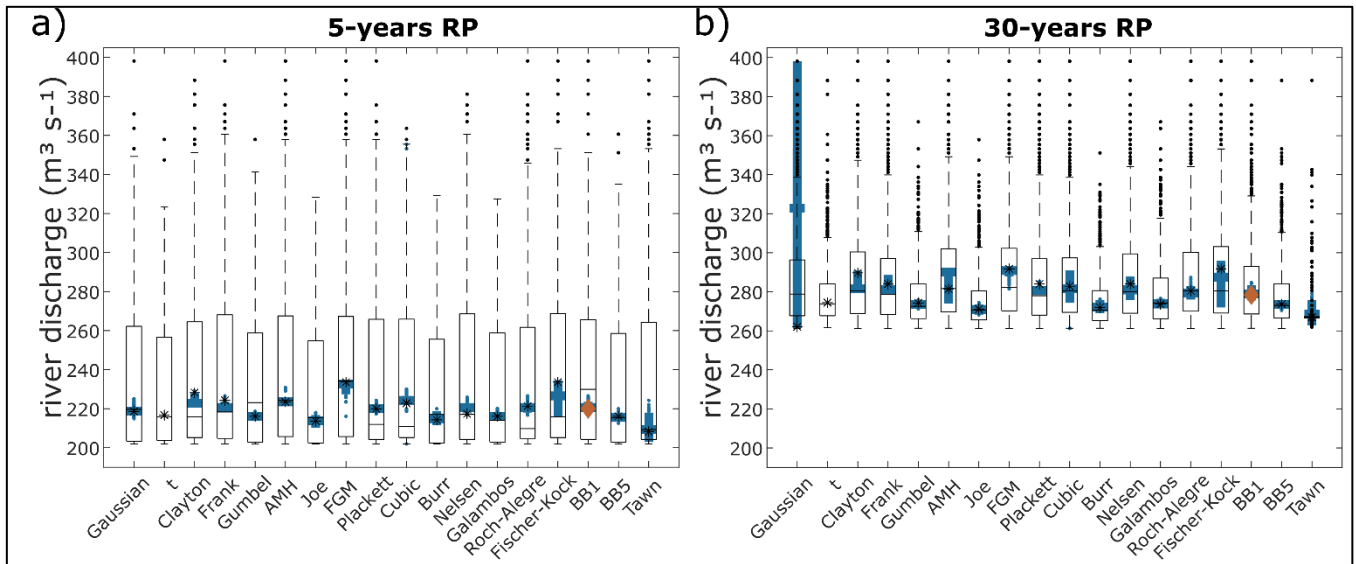 a)
5-years RP
river discharge (m³ s-¹)
400
380
360
340
320
300
280
260
240
220
200
Gaussian
t
Clayton
Frank
Gumbel
AMH
Joe
FGM
Plackett
Cubic
Burr
Nelsen
Galambos
Roch-Alegre
Fischer-Kock
BB1
BB5
Tawn
b)
30-years RP
river discharge (m³ s-¹)
400
380
360
340
320
300
280
260
240
220
200
Gaussian
t
Clayton
Frank
Gumbel
AMH
Joe
FGM
Plackett
Cubic
Burr
Nelsen
Galambos
Roch-Alegre
Fischer-Kock
BB1
BB5
Tawn